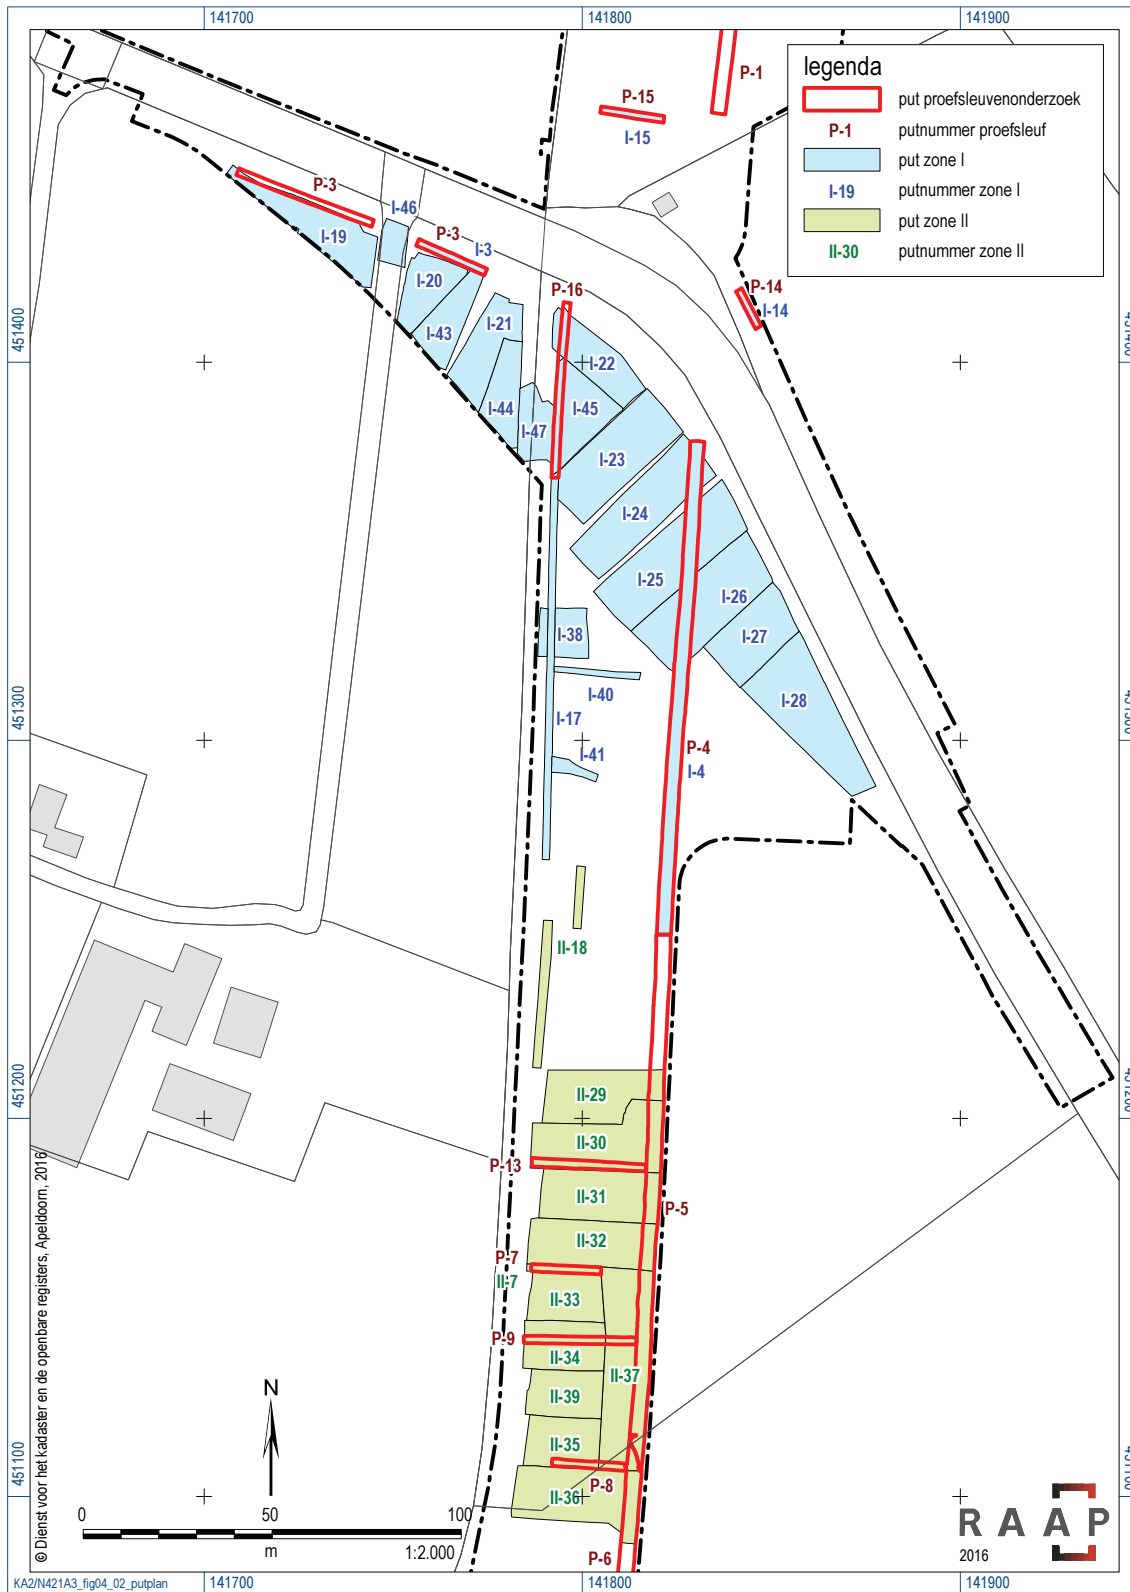 141700
141800
141900
legenda
put proefsleuvenonderzoek
P-1
putnummer proefsleuf
put zone I
I-19
putnummer zone I
put zone II
II-30
putnummer zone II
P-1
P-15
I-15
P-3
I-46
I-19
P-3
I-3
I-20
P-16
P-14
I-14
451400
451400
I-21
I-43
I-22
I-44
I-45
I-47
I-23
I-24
I-25
I-26
I-38
I-27
I-40
I-28
I-17
451300
451300
I-41
P-4
I-4
II-18
451200
451200
II-29
II-30
P-13
II-31
P-5
II-32
P-7
II-7
II-33
P-9
II-34
II-37
II-39
II-35
P-8
II-36
451100
451100
P-6
N
0
50
100
m
1:2.000
© Dienst voor het kadaster en de openbare registers, Apeldoorn, 2016
RAAP
2016
KA2/N421A3_fig04_02_putplan
141700
141800
141900